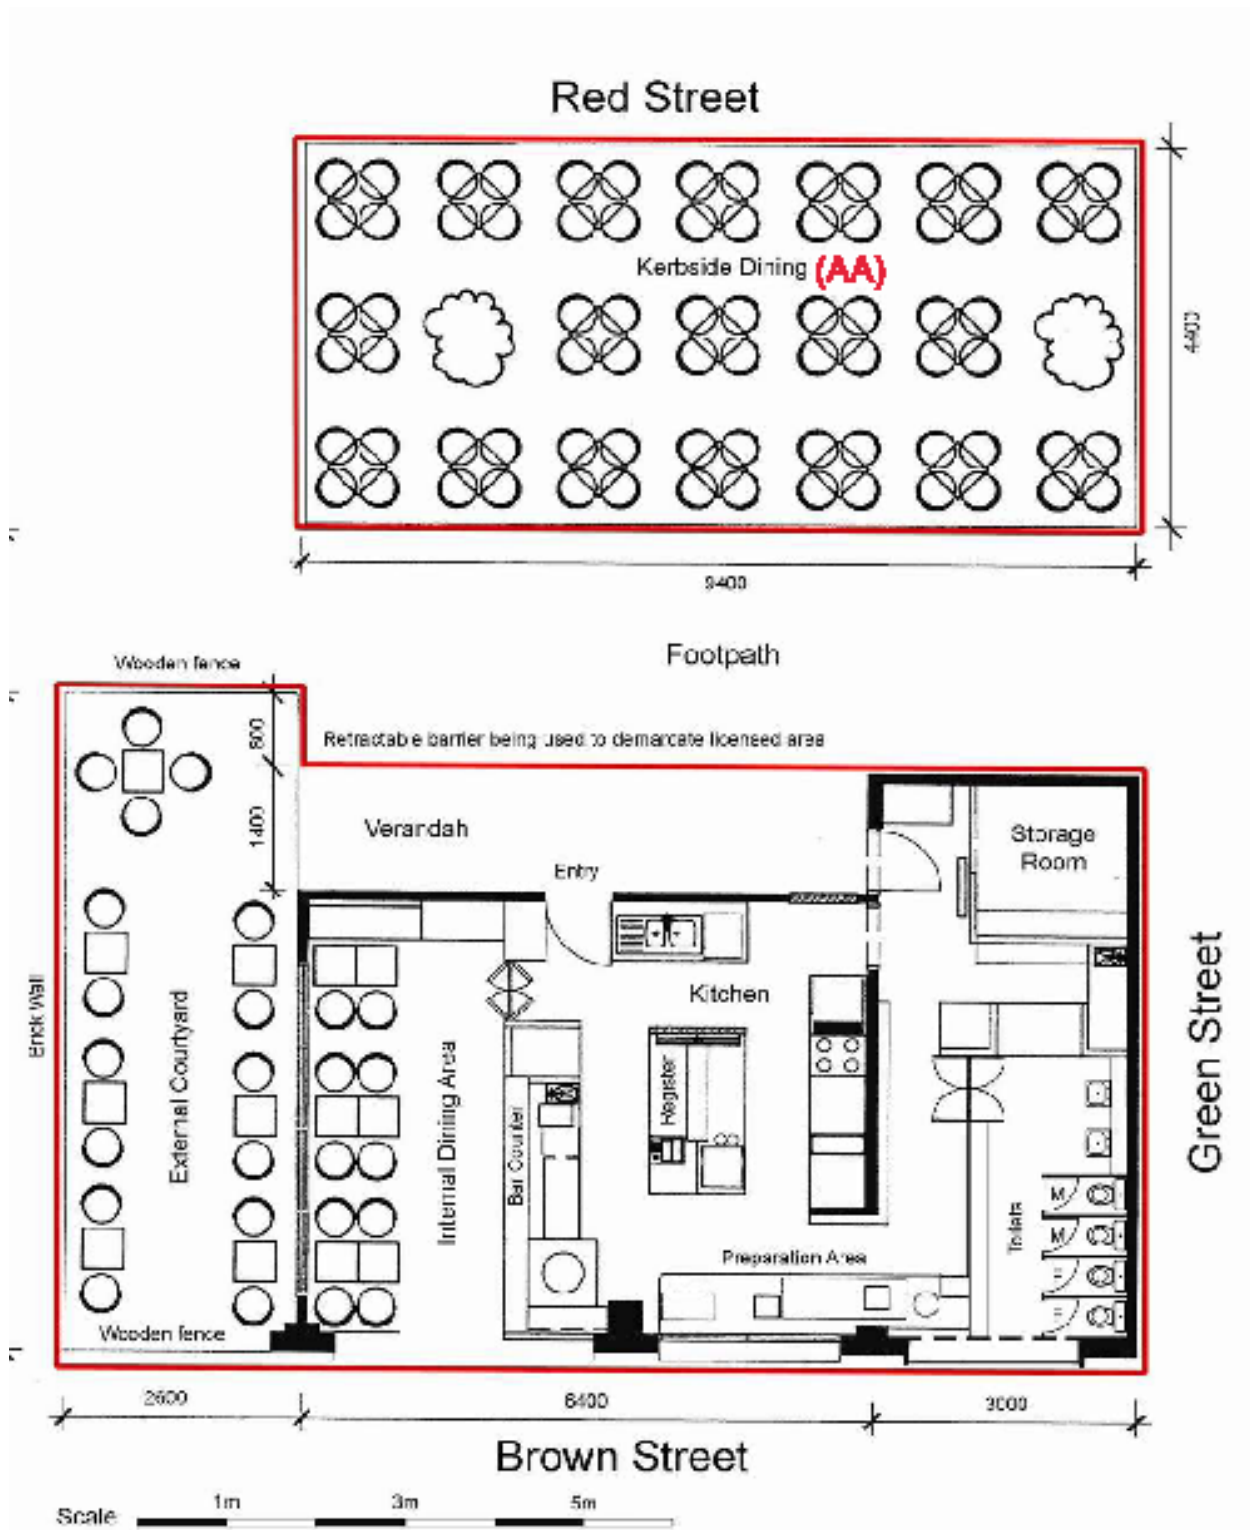 Red Street
Kerbside Dining (AA)
4400
9400
Footpath
Wooden fence
800
Retractable barrier being used to demarcate licensed area
1400
Verandah
Storage
Room
Entry
Kitchen
Brick Wall
External Courtyard
Internal Dining Area
Register
Bar Counter
Green Street
M
M
F
F
Toilets
Preparation Area
Wooden fence
2600
6400
3000
Brown Street
Scale
1m
3m
5m